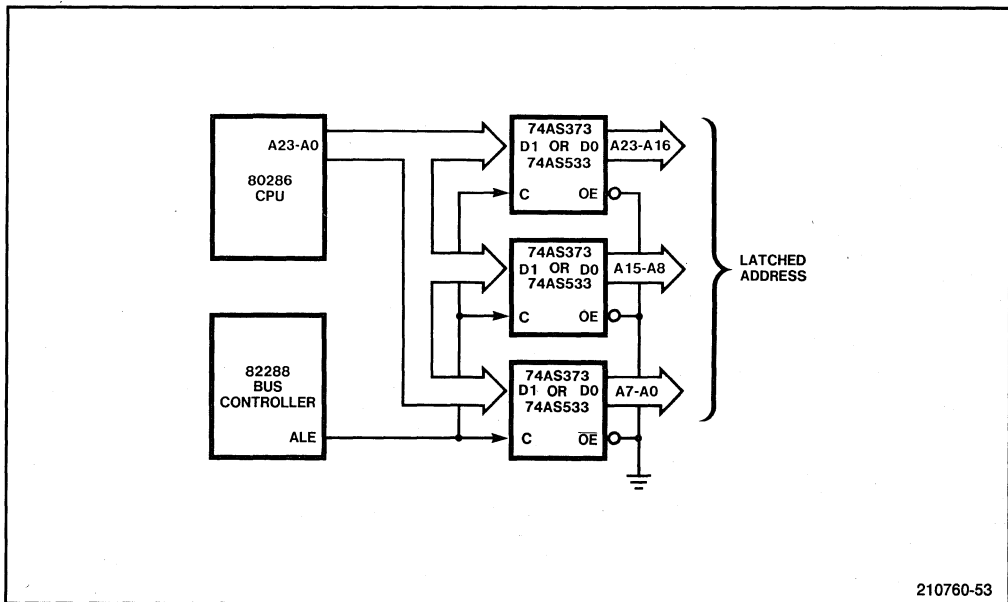 A23-A0
80286
CPU
82288
BUS
CONTROLLER
ALE
74AS373
D1 OR D0
74AS533
C OE
A23-A16
74AS373
D1 OR D0
74AS533
C OE
A15-A8
74AS373
D1 OR D0
74AS533
C O̅E̅
A7-A0
LATCHED
ADDRESS
210760-53